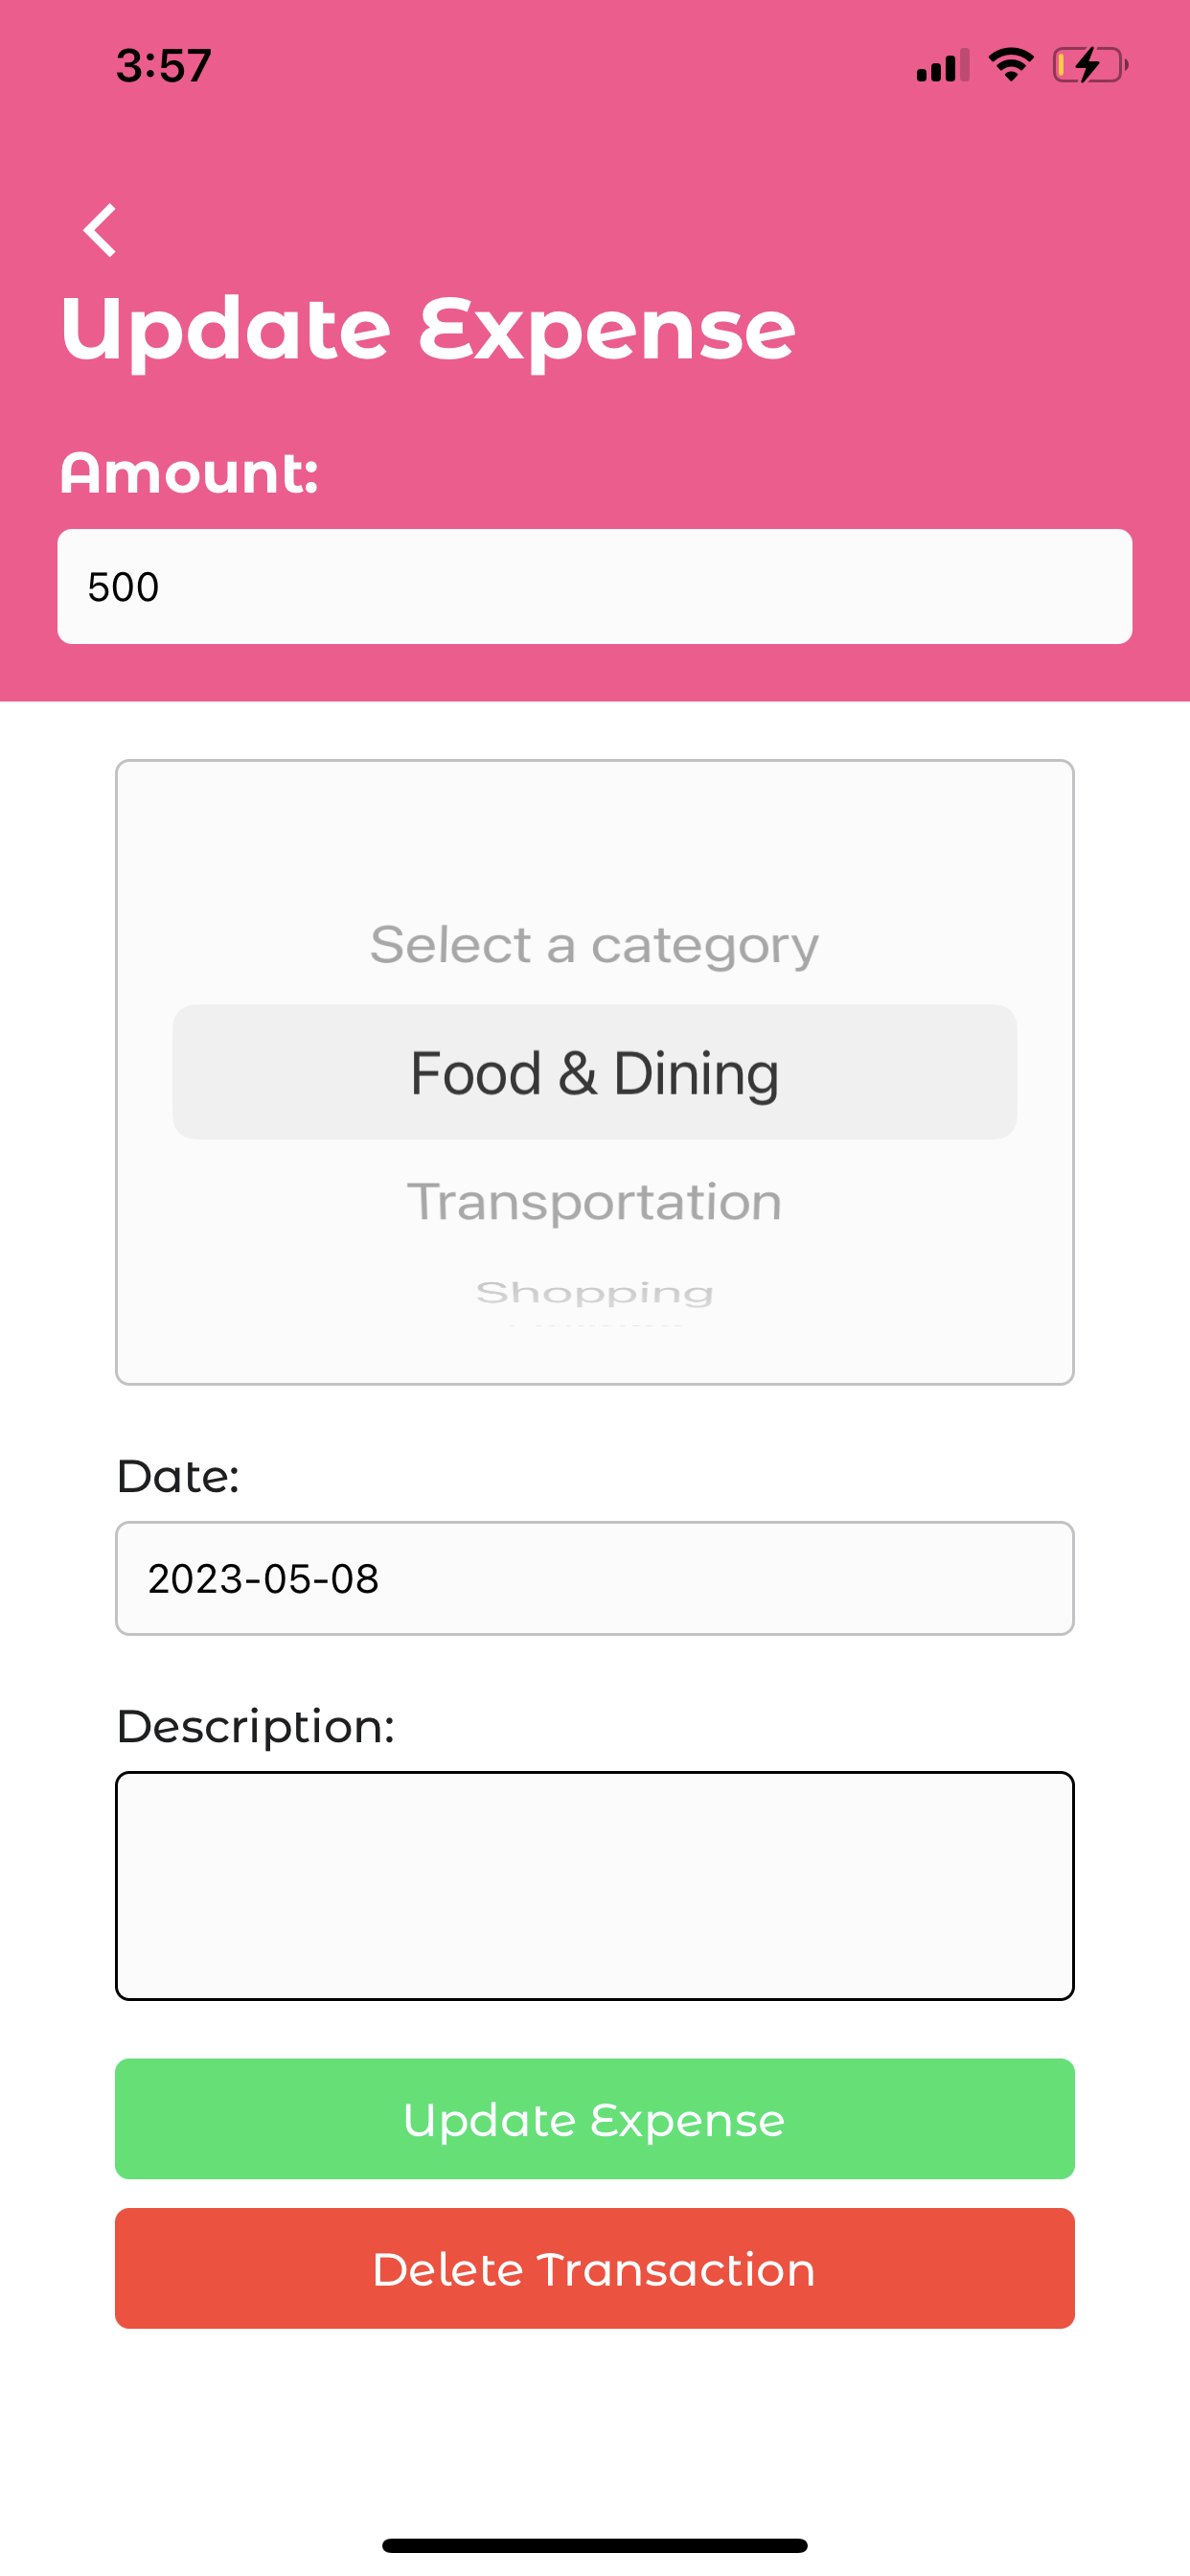 3:57
Update Expense
Amount:
500
Select a category
Food & Dining
Transportation
Shopping
Date:
2023-05-08
Description:
Update Expense
Delete Transaction